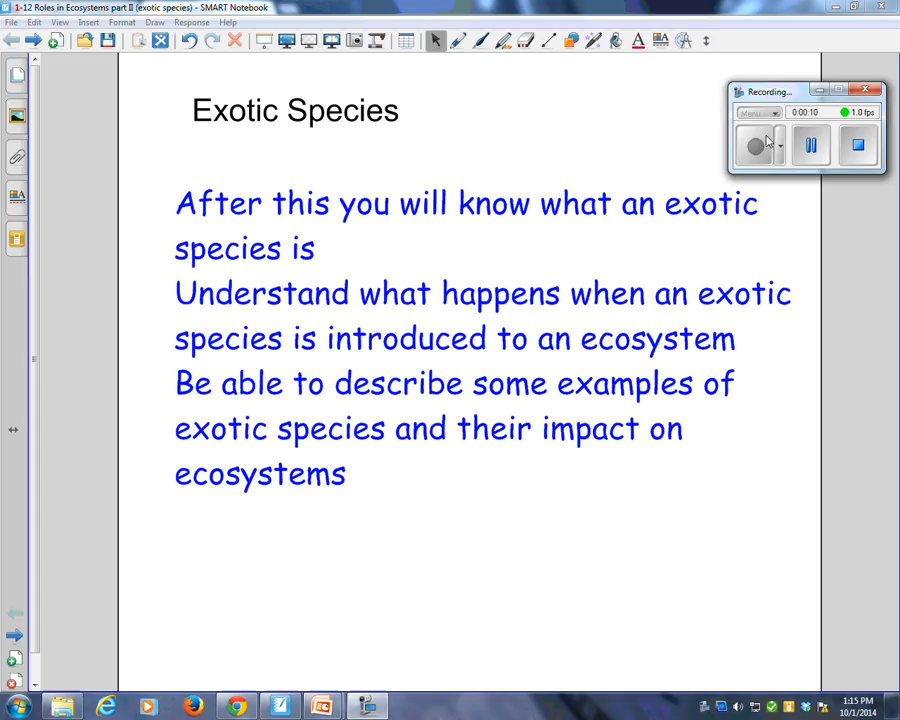 1-12 Roles in Ecosystems part II (exotic species) - SMART Notebook
File Edit View Insert Format Draw Response Help
Exotic Species
Recording...
Menu 0:00:10 1.0 fps
After this you will know what an exotic
species is
Understand what happens when an exotic
species is introduced to an ecosystem
Be able to describe some examples of
exotic species and their impact on
ecosystems
1:15 PM
10/1/2014